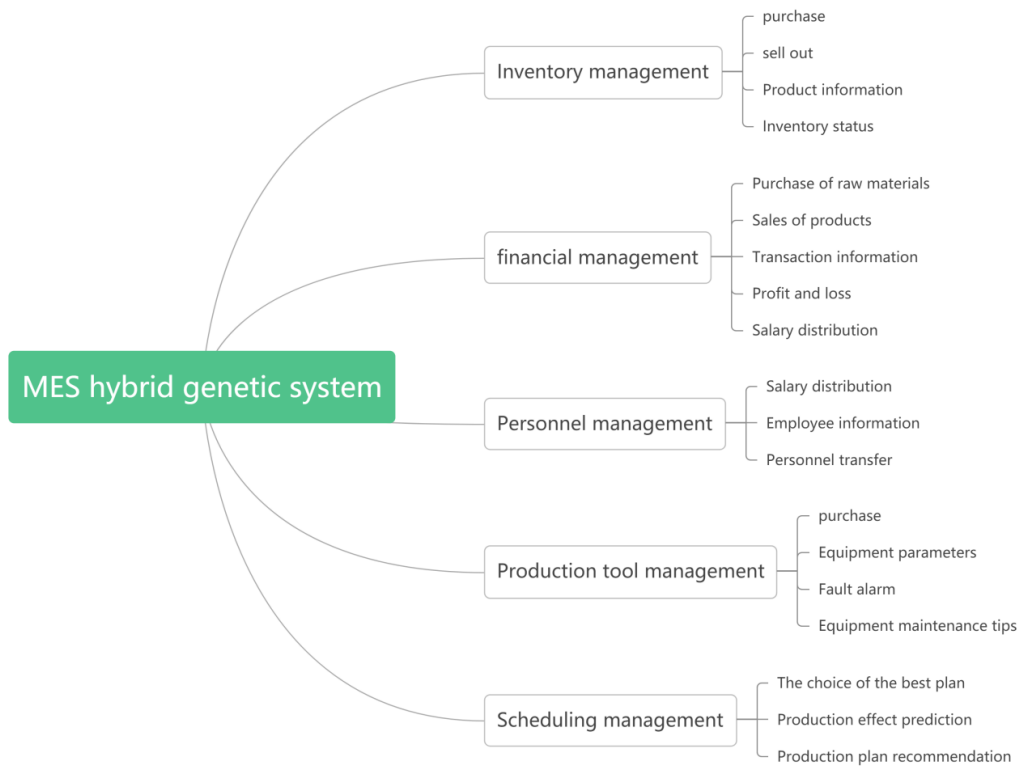 MES hybrid genetic system
Inventory management
purchase
sell out
Product information
Inventory status
financial management
Purchase of raw materials
Sales of products
Transaction information
Profit and loss
Salary distribution
Personnel management
Salary distribution
Employee information
Personnel transfer
Production tool management
purchase
Equipment parameters
Fault alarm
Equipment maintenance tips
Scheduling management
The choice of the best plan
Production effect prediction
Production plan recommendation